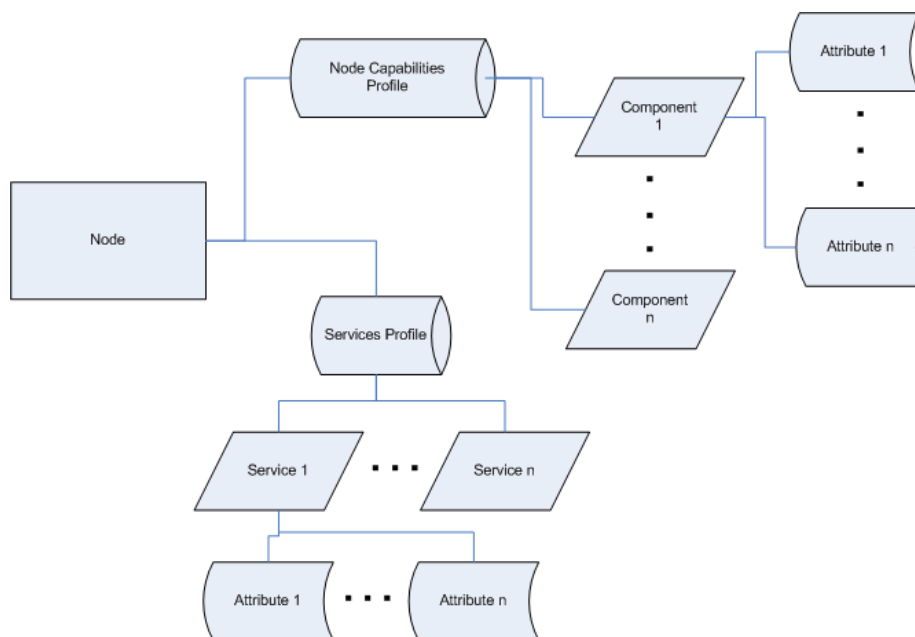 Node Capabilities
Profile
Attribute 1
Component
1
Node
Attribute n
Component
n
Services Profile
Service 1
Service n
Attribute 1
Attribute n